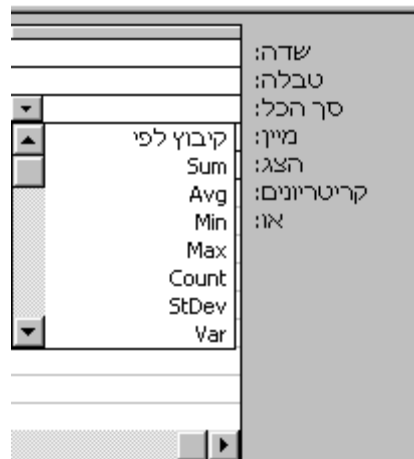 שדה:
טבלה:
סך הכל:
מיין:
הצג:
קריטריונים:
או:
קיבוץ לפי
Sum
Avg
Min
Max
Count
StDev
Var